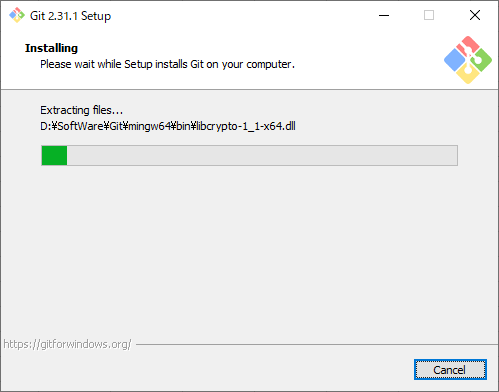 Git 2.31.1 Setup
Installing
Please wait while Setup installs Git on your computer.
Extracting files...
D:¥SoftWare¥Git¥mingw64¥bin¥libcrypto-1_1-x64.dll
https://gitforwindows.org/
Cancel